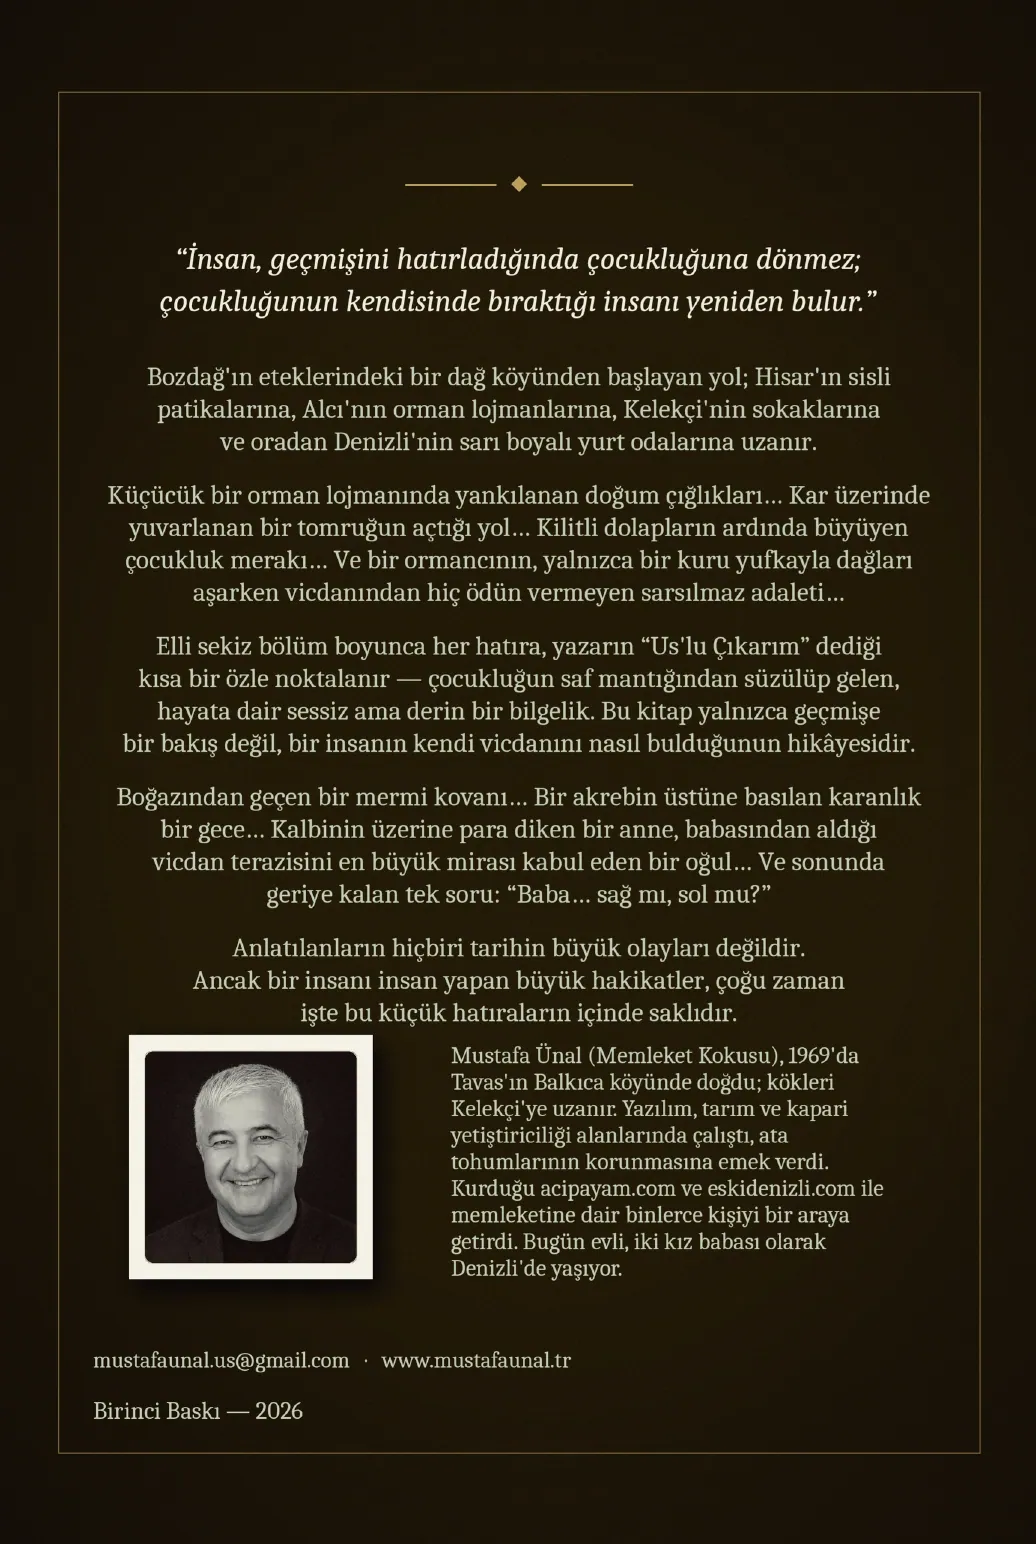 “İnsan, geçmişini hatırladığında çocukluğuna dönmez;
çocukluğunun kendisinde bıraktığı insanı yeniden bulur.”
Bozdağ'ın eteklerindeki bir dağ köyünden başlayan yol; Hisar'ın sisli
patikalarına, Alcı'nın orman lojmanlarına, Kelekçi'nin sokaklarına
ve oradan Denizli'nin sarı boyalı yurt odalarına uzanır.
Küçücük bir orman lojmanında yankılanan doğum çığlıkları… Kar üzerinde
yuvarlanan bir tomruğun açtığı yol… Kilitli dolapların ardında büyüyen
çocukluk merakı… Ve bir ormancının, yalnızca bir kuru yufkayla dağları
aşarken vicdanından hiç ödün vermeyen sarsılmaz adaleti…
Elli sekiz bölüm boyunca her hatıra, yazarın “Us'lu Çıkarım” dediği
kısa bir özle noktalanır — çocukluğun saf mantığından süzülüp gelen,
hayata dair sessiz ama derin bir bilgelik. Bu kitap yalnızca geçmişe
bir bakış değil, bir insanın kendi vicdanını nasıl bulduğunun hikâyesidir.
Boğazından geçen bir mermi kovanı… Bir akrebin üstüne basılan karanlık
bir gece… Kalbinin üzerine para diken bir anne, babasından aldığı
vicdan terazisini en büyük mirası kabul eden bir oğul… Ve sonunda
geriye kalan tek soru: “Baba… sağ mı, sol mu?”
Anlatılanların hiçbiri tarihin büyük olayları değildir.
Ancak bir insanı insan yapan büyük hakikatler, çoğu zaman
işte bu küçük hatıraların içinde saklıdır.
Mustafa Ünal (Memleket Kokusu), 1969'da
Tavas'ın Balkıca köyünde doğdu; kökleri
Kelekçi'ye uzanır. Yazılım, tarım ve kapari
yetiştiriciliği alanlarında çalıştı, ata
tohumlarının korunmasına emek verdi.
Kurduğu acipayam.com ve eskidenizli.com ile
memleketine dair binlerce kişiyi bir araya
getirdi. Bugün evli, iki kız babası olarak
Denizli'de yaşıyor.
mustafaunal.us@gmail.com · www.mustafaunal.tr
Birinci Baskı — 2026